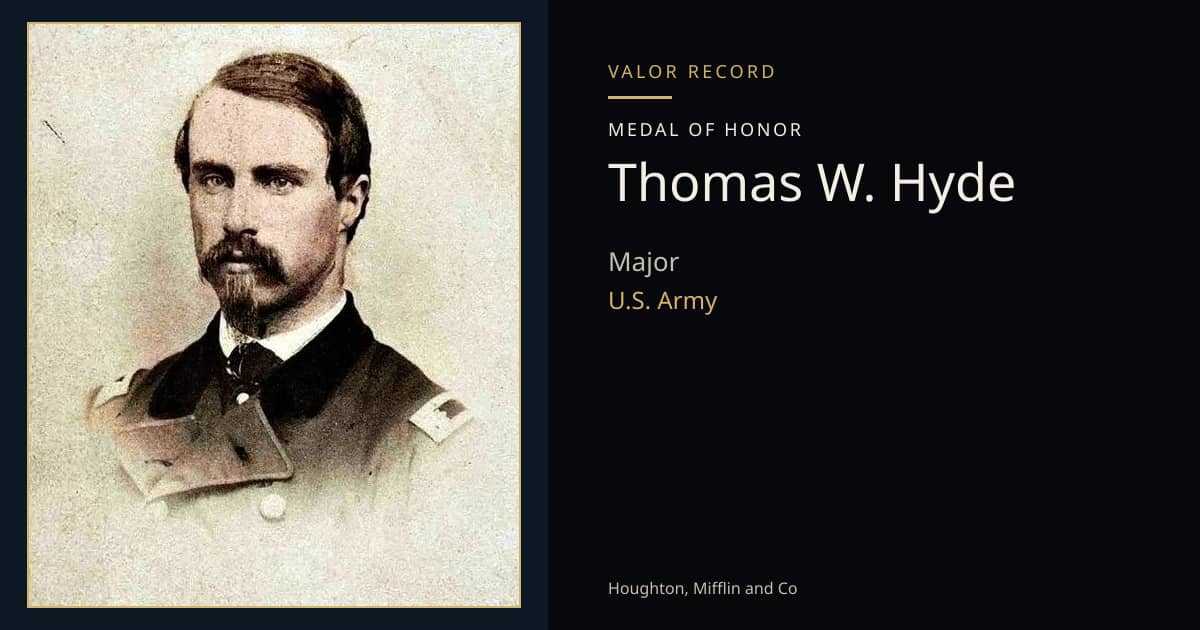 VALOR RECORD
MEDAL OF HONOR
Thomas W. Hyde
Major
U.S. Army
Houghton, Mifflin and Co